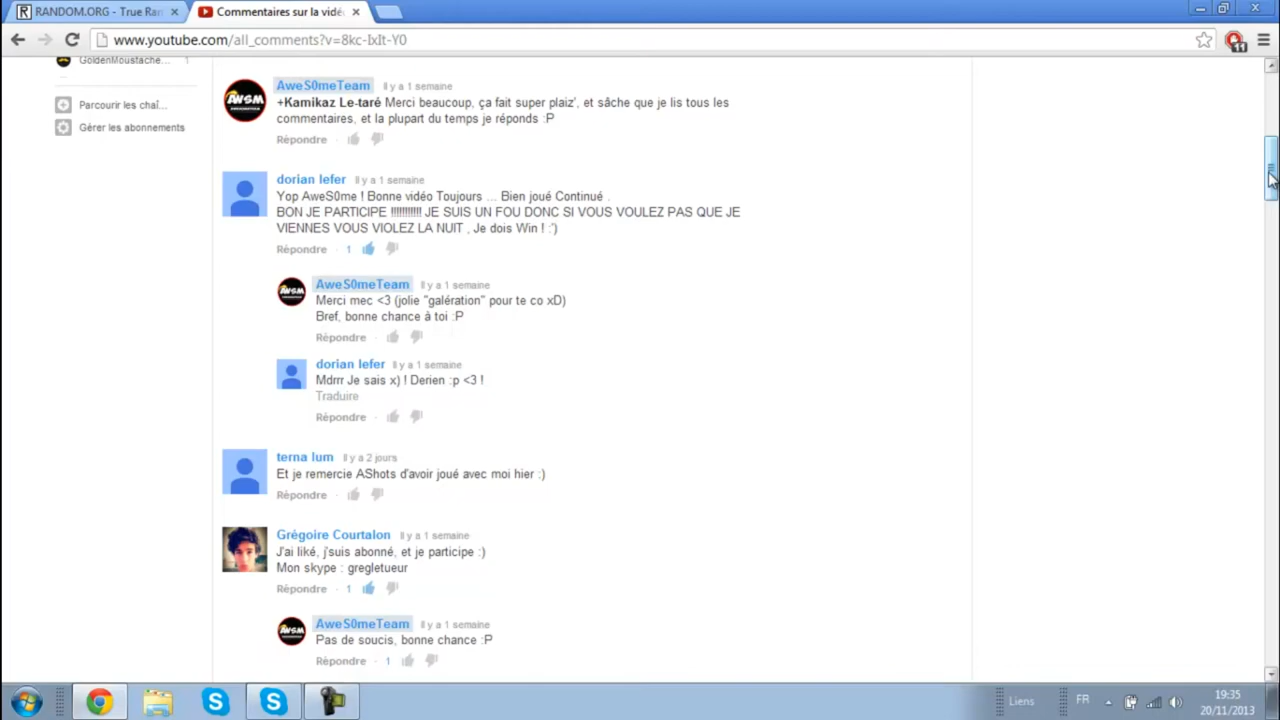 RANDOM.ORG - True Ran
Commentaires sur la vidé
www.youtube.com/all_comments?v=8kc-IxIt-Y0
11
GoldenMoustache... 1
Parcourir les chaî...
Gérer les abonnements
AweS0meTeam Il y a 1 semaine
+Kamikaz Le-taré Merci beaucoup, ça fait super plaiz', et sâche que je lis tous les
commentaires, et la plupart du temps je réponds :P
Répondre ·
dorian lefer Il y a 1 semaine
Yop AweS0me ! Bonne vidéo Toujours ... Bien joué Continué .
BON JE PARTICIPE !!!!!!!!!!! JE SUIS UN FOU DONC SI VOUS VOULEZ PAS QUE JE
VIENNES VOUS VIOLEZ LA NUIT , Je dois Win ! :')
Répondre · 1
AWSM
AweS0meTeam Il y a 1 semaine
Merci mec <3 (jolie "galération" pour te co xD)
Bref, bonne chance à toi :P
Répondre ·
dorian lefer Il y a 1 semaine
Mdrrr Je sais x) ! Derien :p <3 !
Traduire
Répondre ·
terna lum Il y a 2 jours
Et je remercie AShots d'avoir joué avec moi hier :)
Répondre ·
Grégoire Courtalon Il y a 1 semaine
J'ai liké, j'suis abonné, et je participe :)
Mon skype : gregletueur
Répondre · 1
AWSM
AweS0meTeam Il y a 1 semaine
Pas de soucis, bonne chance :P
Répondre · 1
Liens
FR
19:35
20/11/2013